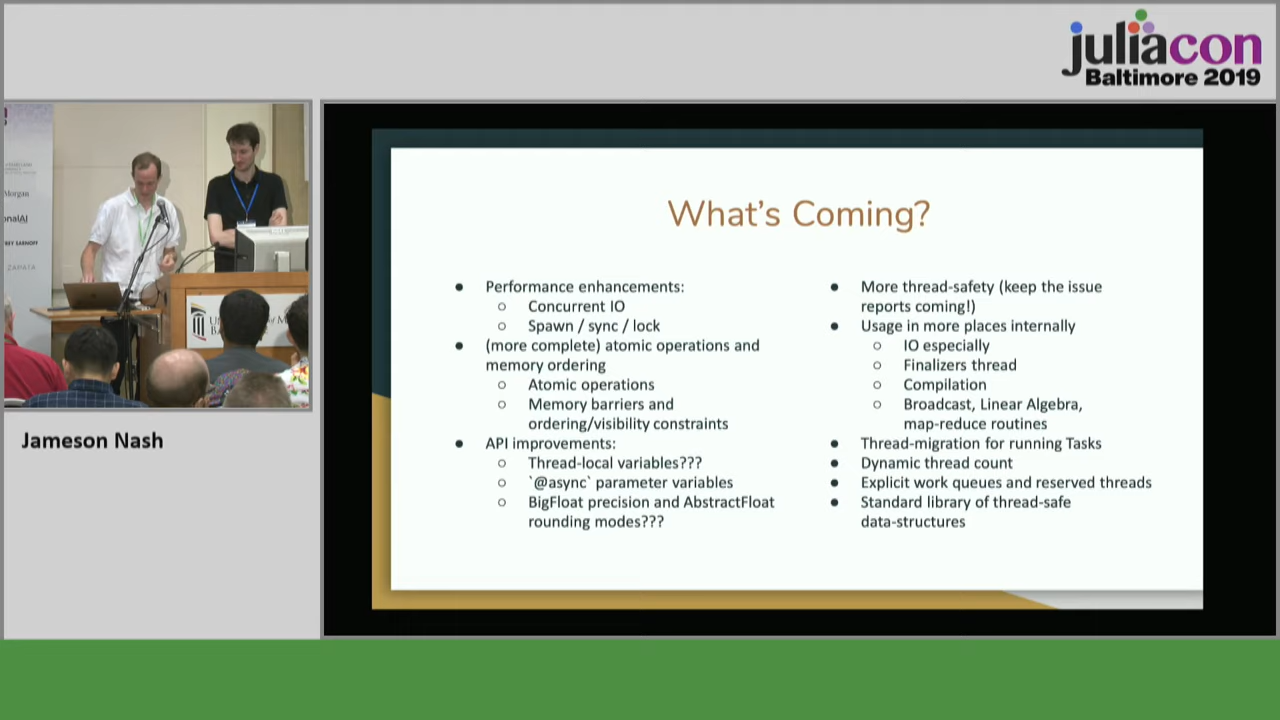 juliacon
Baltimore 2019
Morgan
REY SARNOFF
ZAPATA
What's Coming?
● Performance enhancements:
○ Concurrent IO
○ Spawn / sync / lock
● (more complete) atomic operations and
memory ordering
○ Atomic operations
○ Memory barriers and
ordering/visibility constraints
● API improvements:
○ Thread-local variables???
○ `@async` parameter variables
○ BigFloat precision and AbstractFloat
rounding modes???
● More thread-safety (keep the issue
reports coming!)
● Usage in more places internally
○ IO especially
○ Finalizers thread
○ Compilation
○ Broadcast, Linear Algebra,
map-reduce routines
● Thread-migration for running Tasks
● Dynamic thread count
● Explicit work queues and reserved threads
● Standard library of thread-safe
data-structures
Jameson Nash